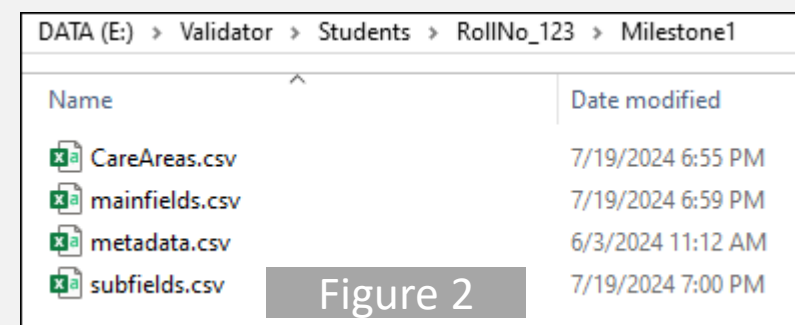 DATA (E:) > Validator > Students > RollNo_123 > Milestone1
Name Date modified
CareAreas.csv 7/19/2024 6:55 PM
mainfields.csv 7/19/2024 6:59 PM
metadata.csv 6/3/2024 11:12 AM
subfields.csv 7/19/2024 7:00 PM
Figure 2